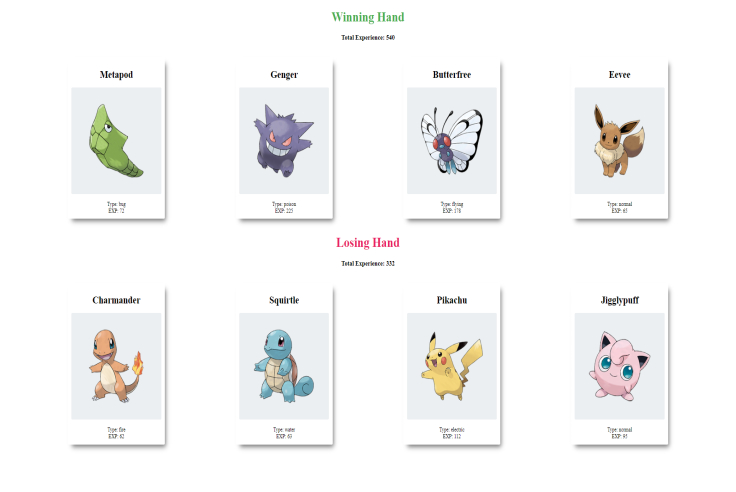 Winning Hand
Total Experience: 540
Metapod Genger Butterfree Eevee
Type: bug Type: poison Type: flying Type: normal
EXP: 72 EXP: 225 EXP: 178 EXP: 65
Losing Hand
Total Experience: 332
Charmander Squirtle Pikachu Jigglypuff
Type: fire Type: water Type: electric Type: normal
EXP: 62 EXP: 63 EXP: 112 EXP: 95